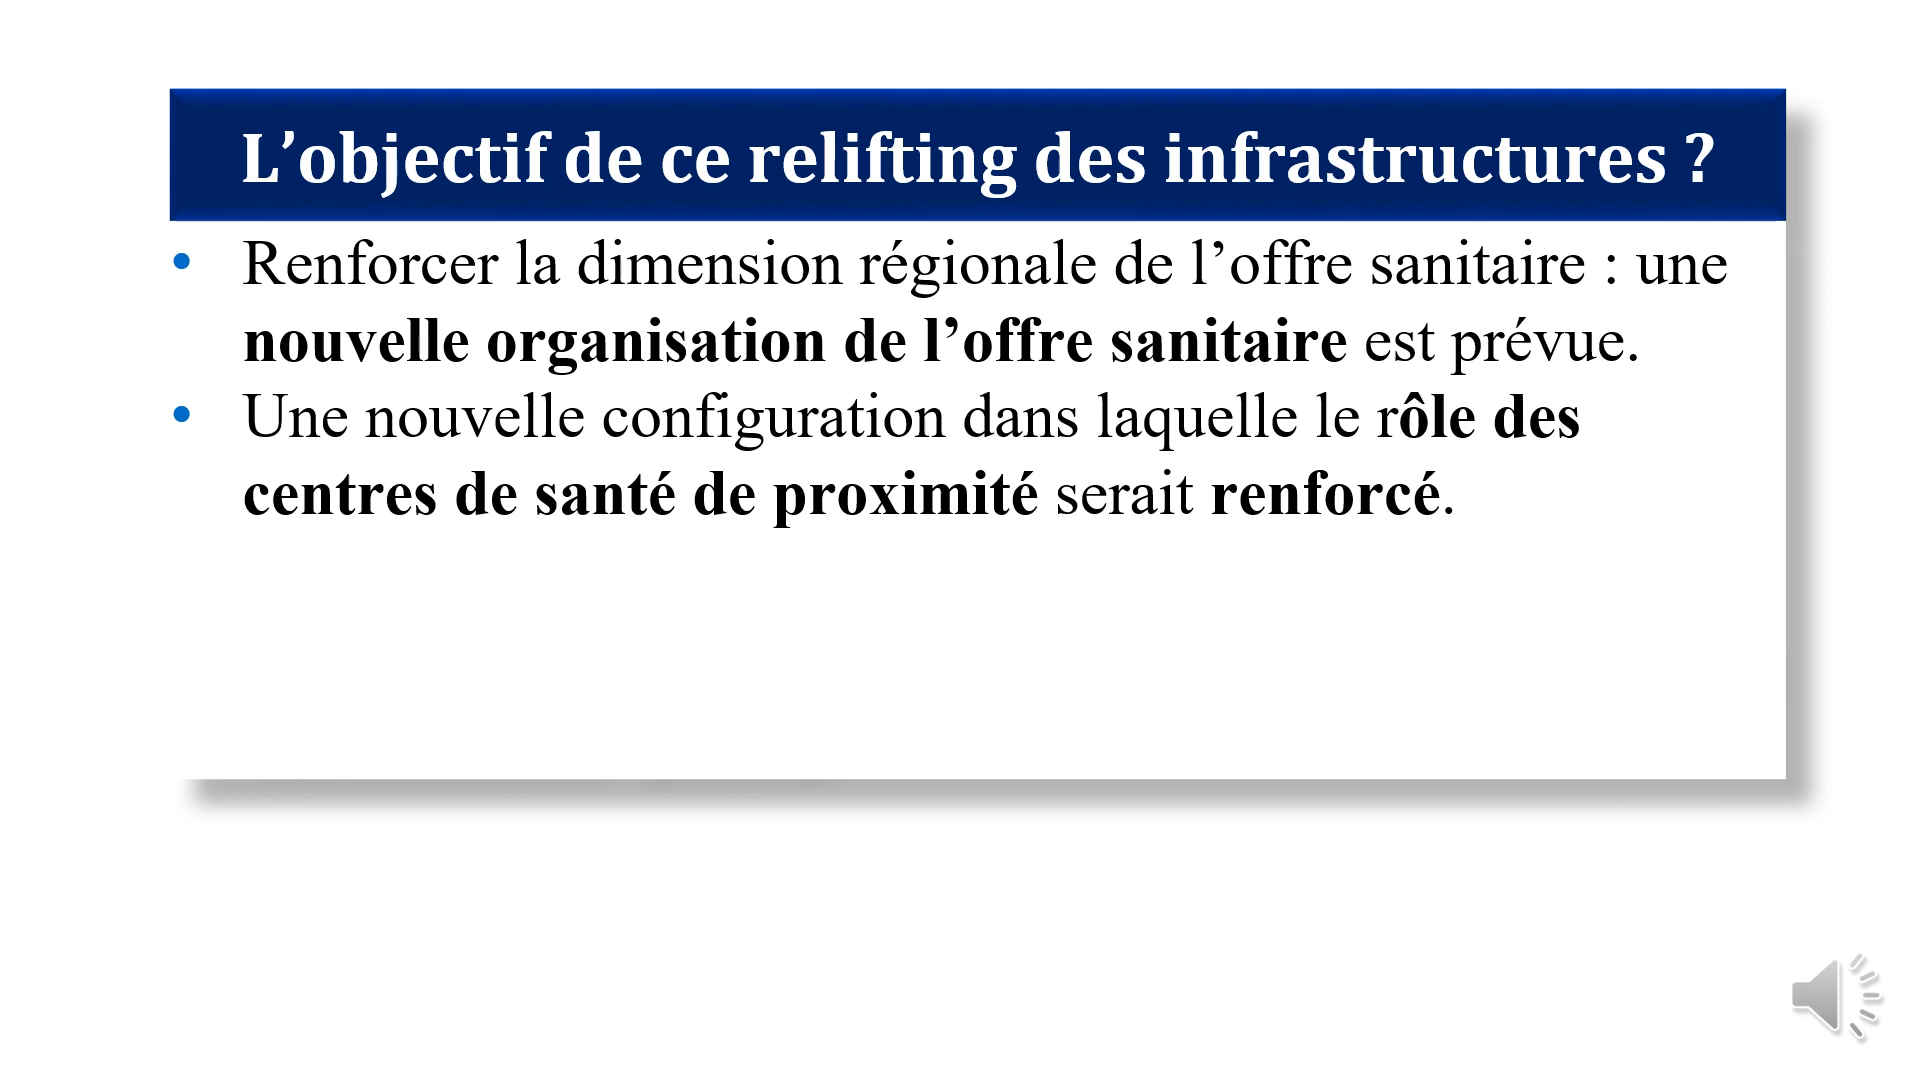 L’objectif de ce relifting des infrastructures ?
• Renforcer la dimension régionale de l’offre sanitaire : une
nouvelle organisation de l’offre sanitaire est prévue.
• Une nouvelle configuration dans laquelle le rôle des
centres de santé de proximité serait renforcé.